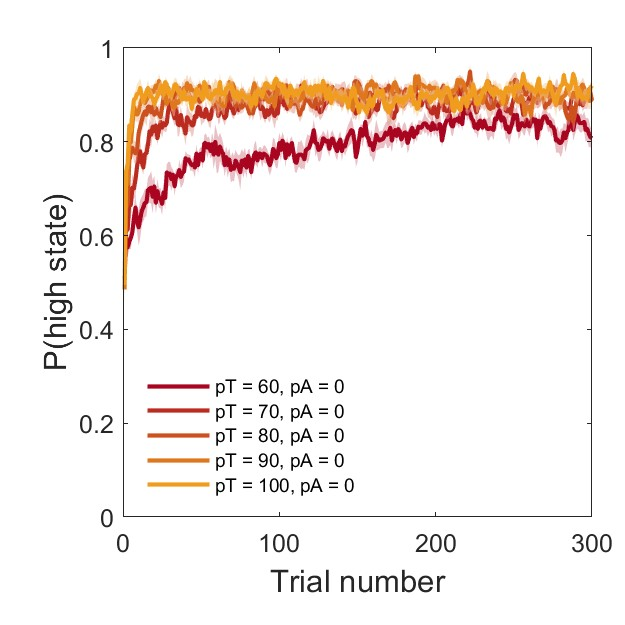 1
0.8
0.6
0.4
0.2
0
P(high state)
pT = 60, pA = 0
pT = 70, pA = 0
pT = 80, pA = 0
pT = 90, pA = 0
pT = 100, pA = 0
0 100 200 300
Trial number